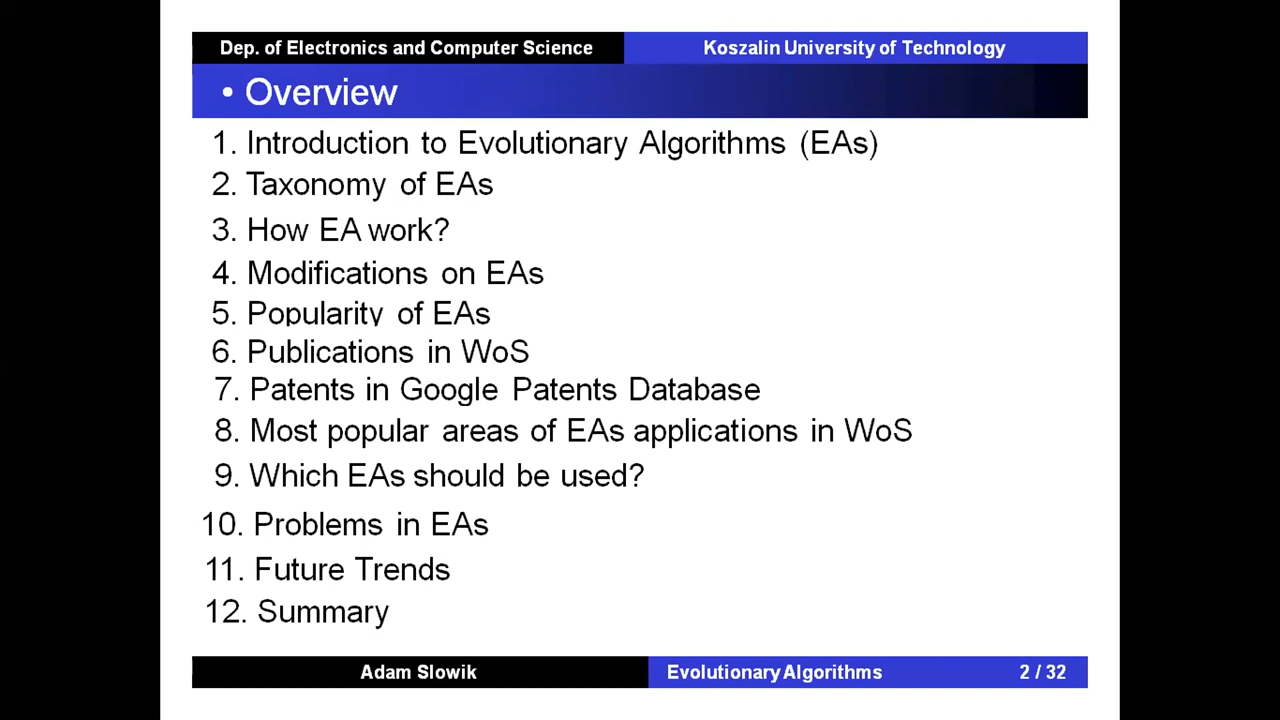 Dep. of Electronics and Computer Science
Koszalin University of Technology
• Overview
1. Introduction to Evolutionary Algorithms (EAs)
2. Taxonomy of EAs
3. How EA work?
4. Modifications on EAs
5. Popularity of EAs
6. Publications in WoS
7. Patents in Google Patents Database
8. Most popular areas of EAs applications in WoS
9. Which EAs should be used?
10. Problems in EAs
11. Future Trends
12. Summary
Adam Slowik
Evolutionary Algorithms
2 / 32